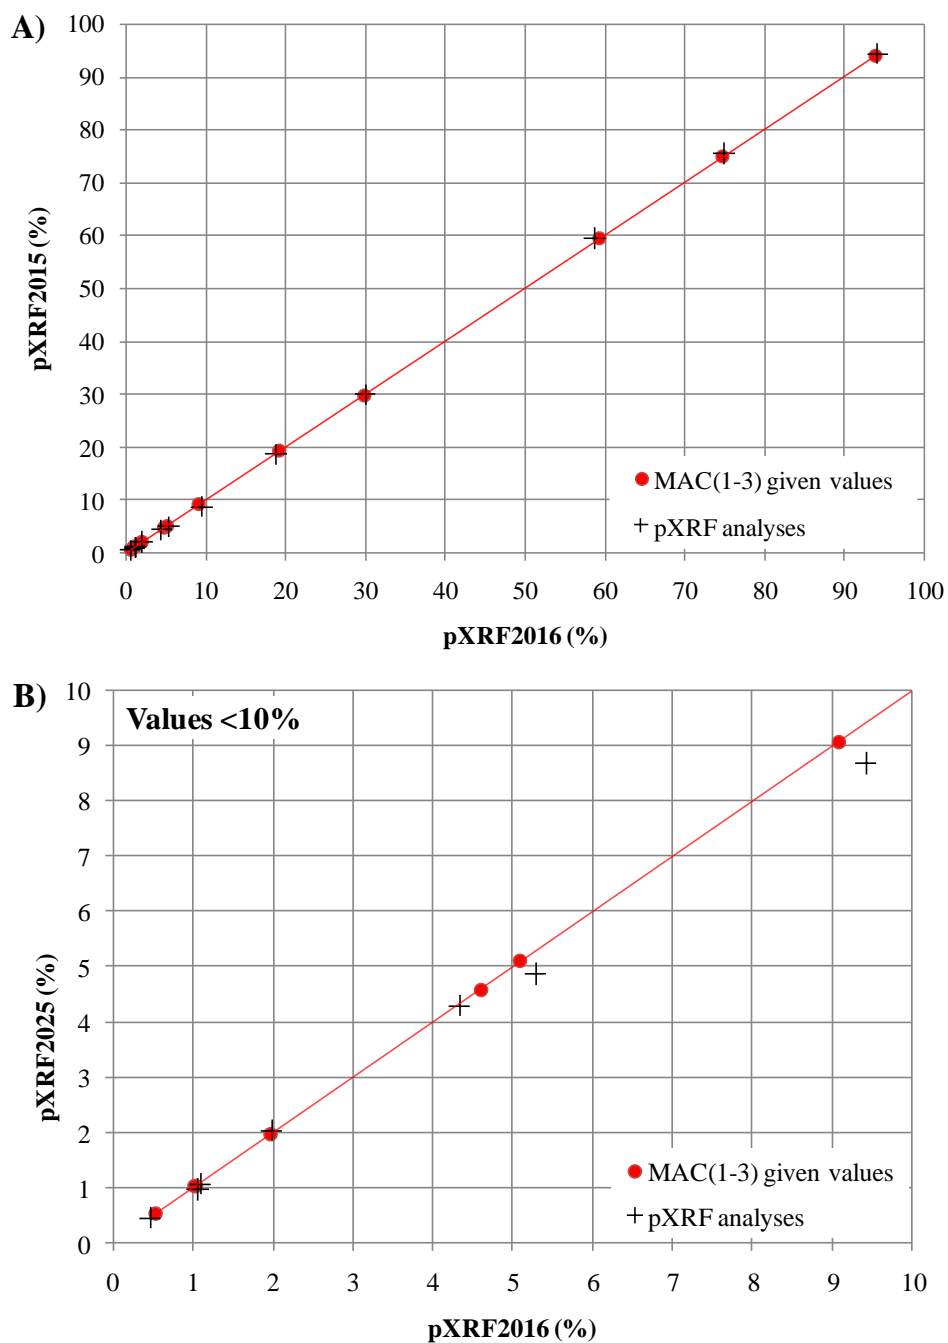 A)
100
90
80
70
60
50
40
30
20
10
0
pXRF2015 (%)
MAC(1-3) given values
pXRF analyses
0 10 20 30 40 50 60 70 80 90 100
pXRF2016 (%)
B)
Values <10%
10
9
8
7
6
5
4
3
2
1
0
pXRF2025 (%)
MAC(1-3) given values
pXRF analyses
0 1 2 3 4 5 6 7 8 9 10
pXRF2016 (%)